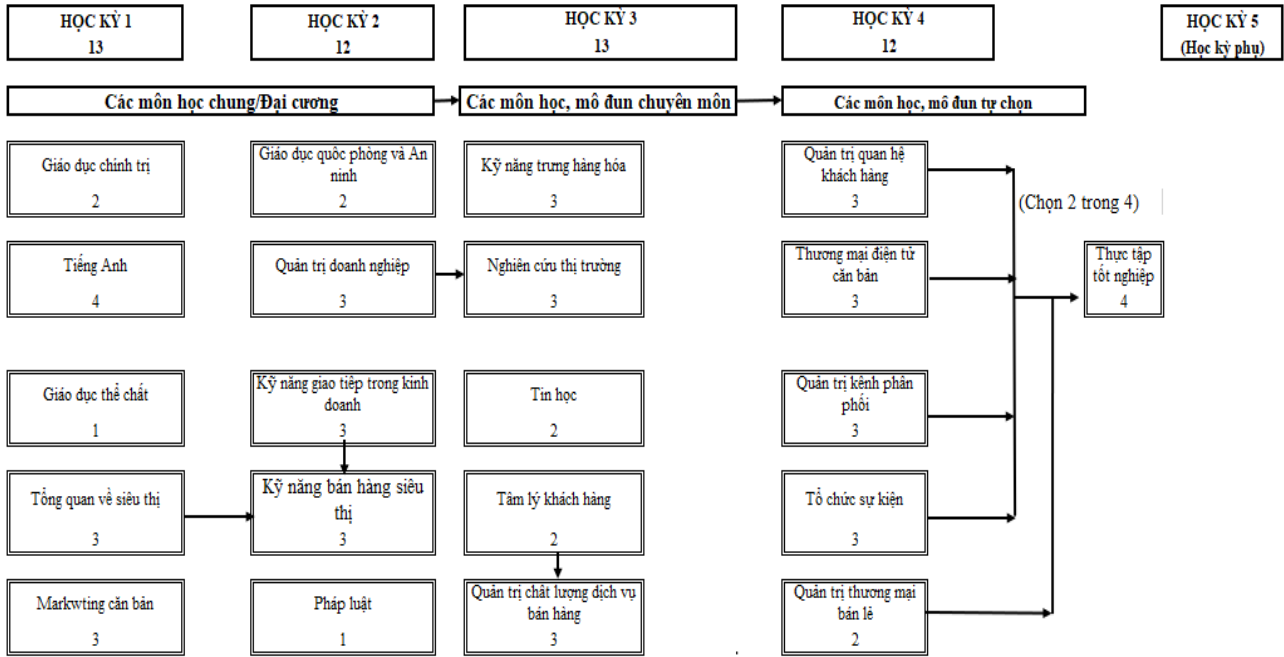 HỌC KỲ 1
13
HỌC KỲ 2
12
HỌC KỲ 3
13
HỌC KỲ 4
12
HỌC KỲ 5
(Học kỳ phụ)
Các môn học chung/Đại cương
Các môn học, mô đun chuyên môn
Các môn học, mô đun tự chọn
Giáo dục chính trị
2
Giáo dục quốc phòng và An
ninh
2
Kỹ năng trưng hàng hóa
3
Quản trị quan hệ
khách hàng
3
(Chọn 2 trong 4)
Tiếng Anh
4
Quản trị doanh nghiệp
3
Nghiên cứu thị trường
3
Thương mại điện tử
căn bản
3
Thực tập
tốt nghiệp
4
Giáo dục thể chất
1
Kỹ năng giao tiếp trong kinh
doanh
3
Tin học
2
Quản trị kênh phân
phối
3
Tổng quan về siêu thị
3
Kỹ năng bán hàng siêu
thị
3
Tâm lý khách hàng
2
Tổ chức sự kiện
3
Markwting căn bản
3
Pháp luật
1
Quản trị chất lượng dịch vụ
bán hàng
3
Quản trị thương mại
bán lẻ
2